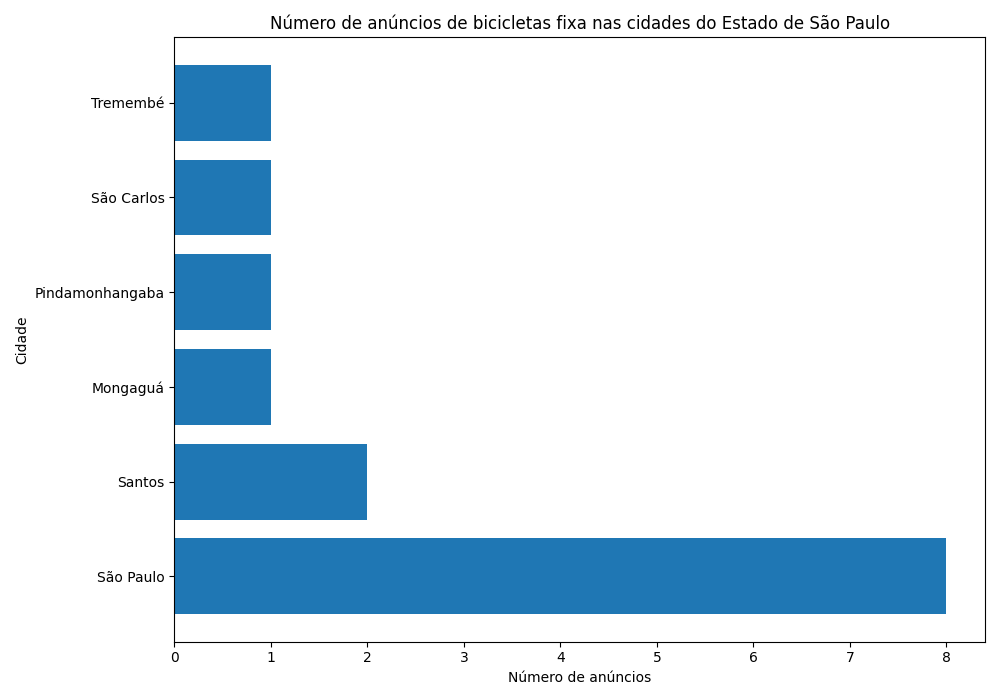 Número de anúncios de bicicletas fixa nas cidades do Estado de São Paulo
Tremembé
São Carlos
Pindamonhangaba
Mongaguá
Santos
São Paulo
Cidade
0 1 2 3 4 5 6 7 8
Número de anúncios